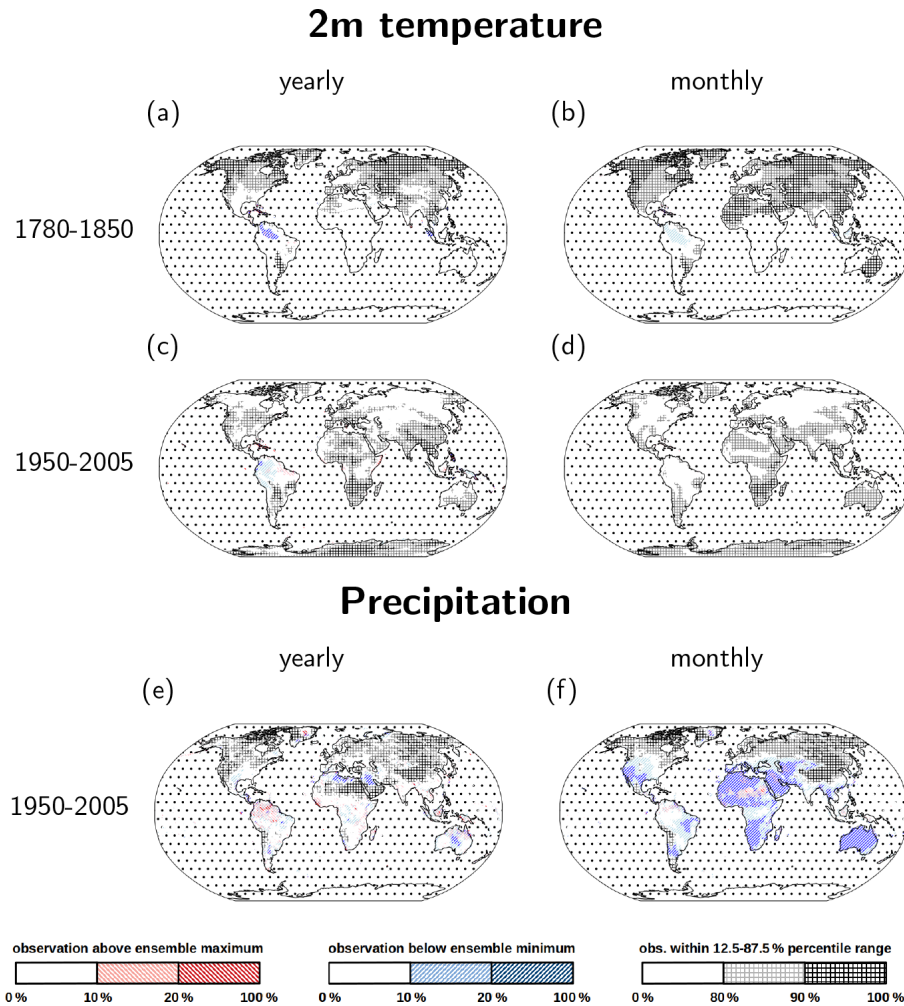 2m temperature
yearly
monthly
(a)
(b)
1780-1850
(c)
(d)
1950-2005
Precipitation
yearly
monthly
(e)
(f)
1950-2005
observation above ensemble maximum
observation below ensemble minimum
obs. within 12.5-87.5 % percentile range
0 % 10 % 20 % 100 %
0 % 10 % 20 % 100 %
0 % 80 % 90 % 100 %